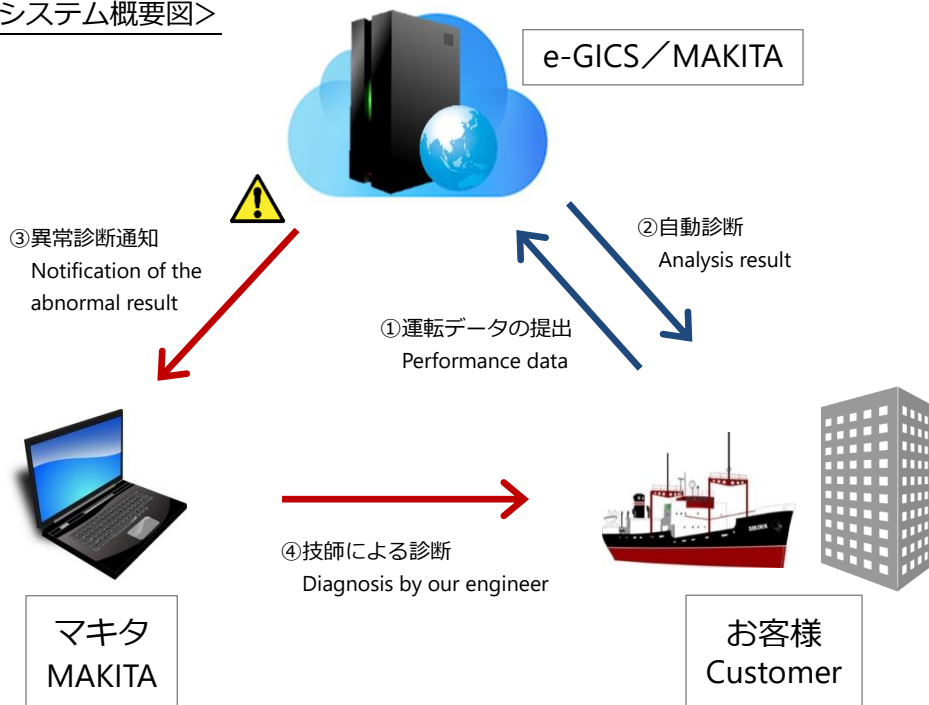 システム概要図>
e-GICS／MAKITA
③異常診断通知
Notification of the
abnormal result
②自動診断
Analysis result
①運転データの提出
Performance data
④技師による診断
Diagnosis by our engineer
マキタ
MAKITA
お客様
Customer